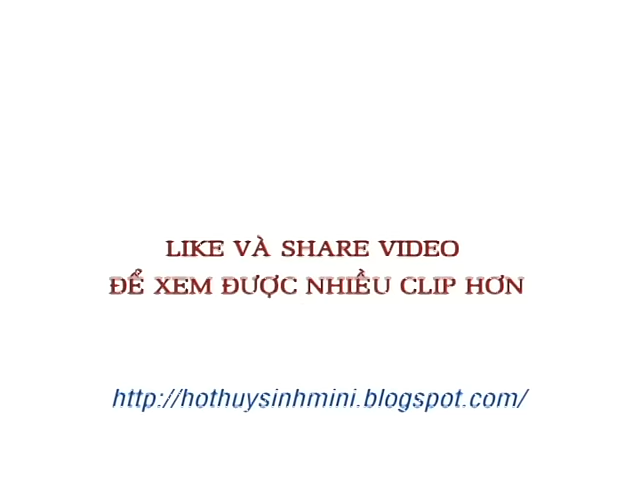 LIKE VÀ SHARE VIDEO
ĐỂ XEM ĐƯỢC NHIỀU CLIP HƠN
http://hothuysinhmini.blogspot.com/